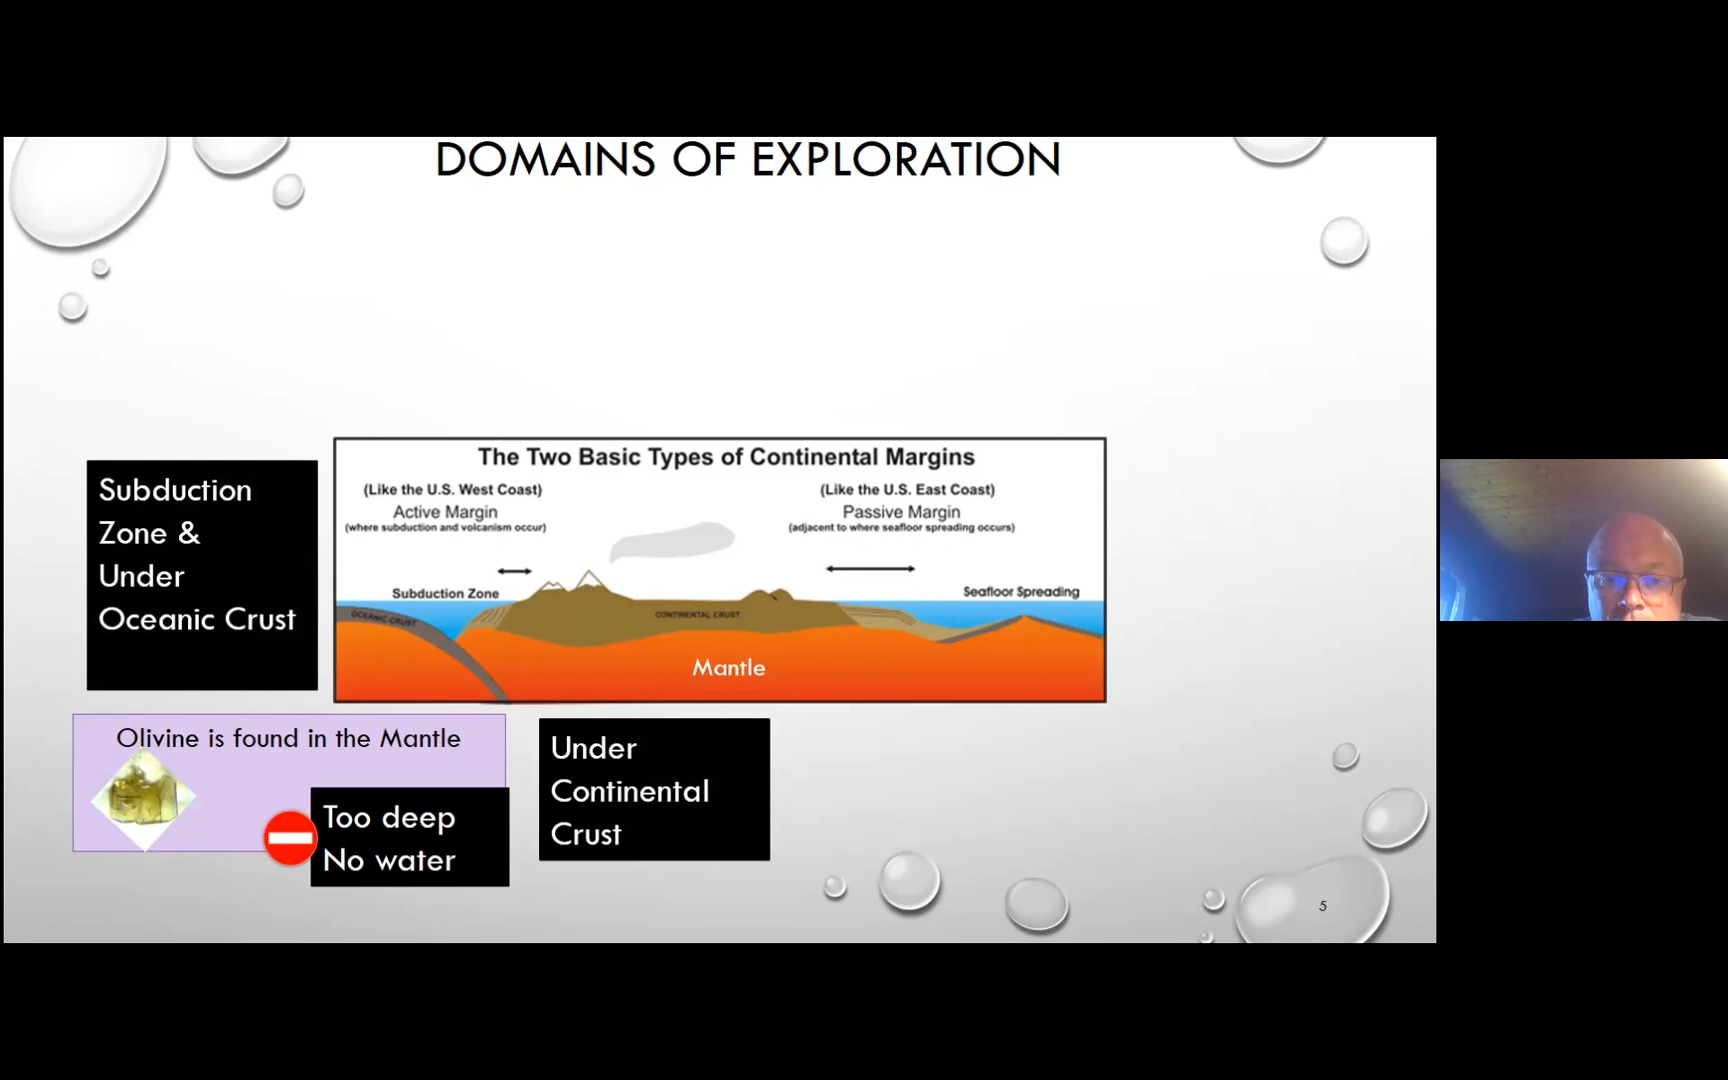 DOMAINS OF EXPLORATION
Subduction
Zone &
Under
Oceanic Crust
The Two Basic Types of Continental Margins
(Like the U.S. West Coast)
Active Margin
(where subduction and volcanism occur)
(Like the U.S. East Coast)
Passive Margin
(adjacent to where seafloor spreading occurs)
Subduction Zone
Seafloor Spreading
OCEANIC CRUST
CONTINENTAL CRUST
Mantle
Olivine is found in the Mantle
Too deep
No water
Under
Continental
Crust
5